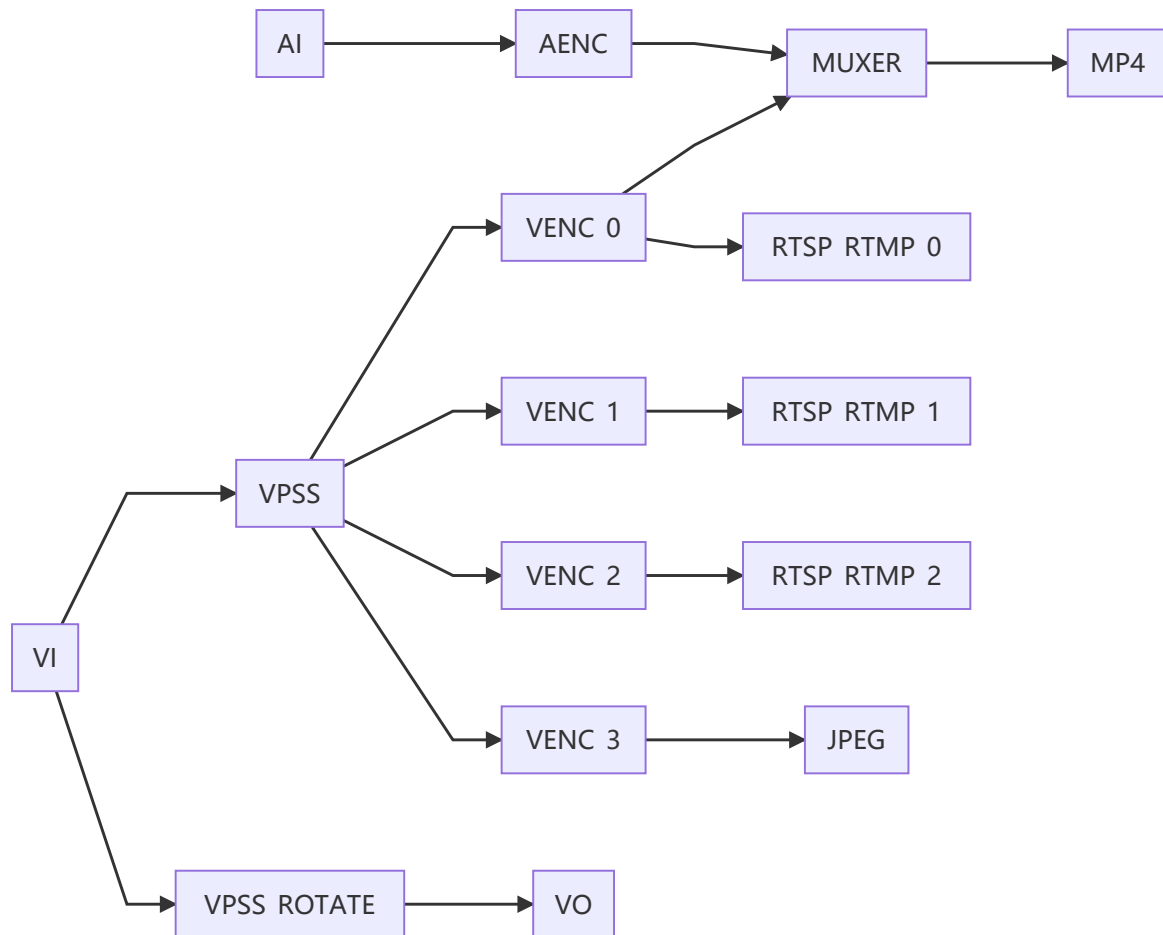 AI
AENC
MUXER
MP4
VENC 0
RTSP RTMP 0
VENC 1
RTSP RTMP 1
VPSS
VENC 2
RTSP RTMP 2
VI
VENC 3
JPEG
VPSS ROTATE
VO